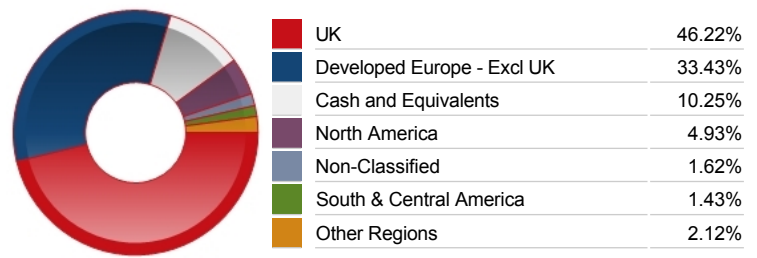 UK 46.22%
Developed Europe - Excl UK 33.43%
Cash and Equivalents 10.25%
North America 4.93%
Non-Classified 1.62%
South & Central America 1.43%
Other Regions 2.12%